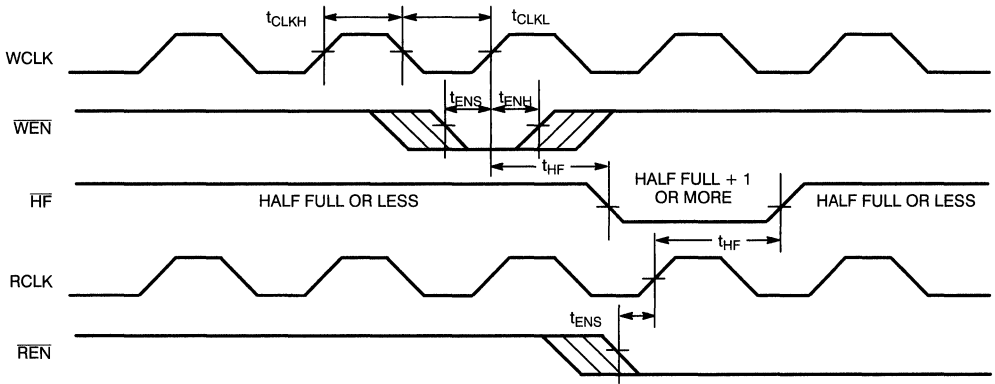 tCLKH
tCLKL
WCLK
tENS
tENH
WEN
tHF
HF
HALF FULL OR LESS
HALF FULL + 1
OR MORE
HALF FULL OR LESS
tHF
RCLK
tENS
REN